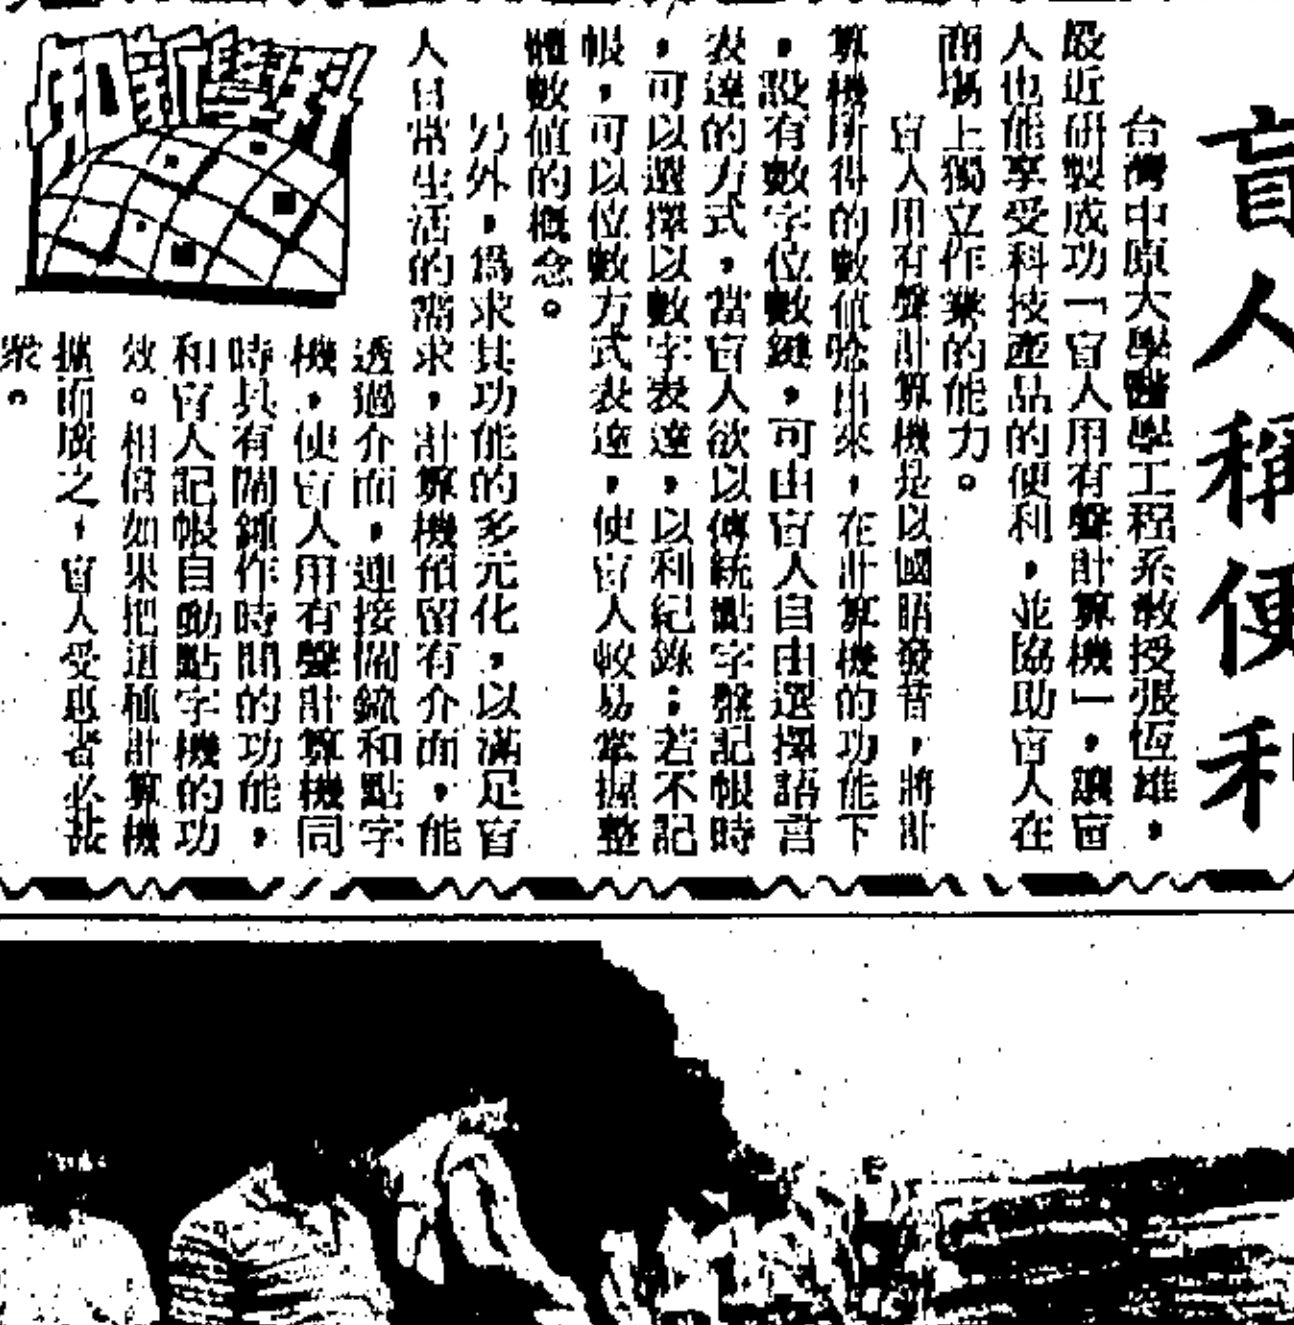 盲人稱便利
台灣中原大學醫學工程系教授張恆雄，
最近研製成功「盲人用有聲計算機」，讓盲
人也能享受科技產品的便利，並協助盲人在
商場上獨立作業的能力。
盲人用有聲計算機是以國語發音，將計
算機所得的數值唸出來，在計算機的功能下
，設有數字位數鍵，可由盲人自由選擇語言
表達的方式，當盲人欲以傳統點字盤記帳時
，可以選擇以數字表達，以利紀錄；若不記
帳，可以位數方式表達，使盲人較易掌握整
體數值的概念。
另外，為求其功能的多元化，以滿足盲
人日常生活的需求，計算機預留有介面，能
透過介面，連接鬧鐘和點字
機，使盲人用有聲計算機同
時具有鬧鐘作時間的功能，
和盲人記帳自動點字機的功
效。相信如果把這種計算機
擴而廣之，盲人受惠者必甚
眾。
科學新知